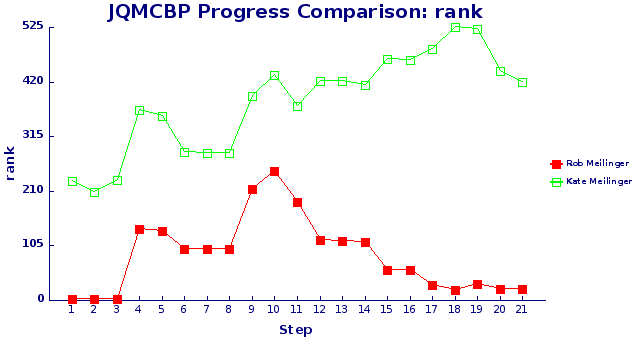 JQMCBP Progress Comparison: rank
525
420
315
210
105
0
rank
1 2 3 4 5 6 7 8 9 10 11 12 13 14 15 16 17 18 19 20 21
Step
Rob Meilinger
Kate Meilinger